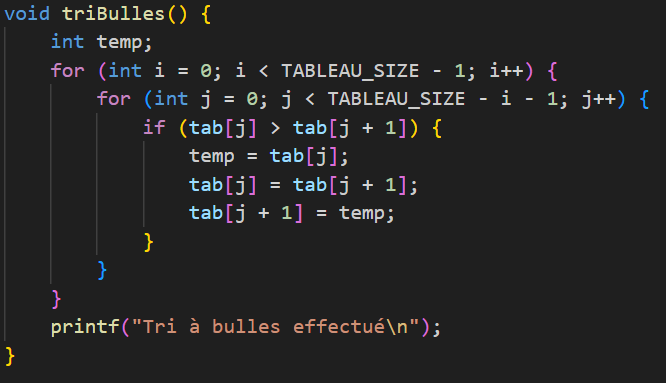 void triBulles() {
    int temp;
    for (int i = 0; i < TABLEAU_SIZE - 1; i++) {
        for (int j = 0; j < TABLEAU_SIZE - i - 1; j++) {
            if (tab[j] > tab[j + 1]) {
                temp = tab[j];
                tab[j] = tab[j + 1];
                tab[j + 1] = temp;
            }
        }
    }
    printf("Tri à bulles effectué\n");
}